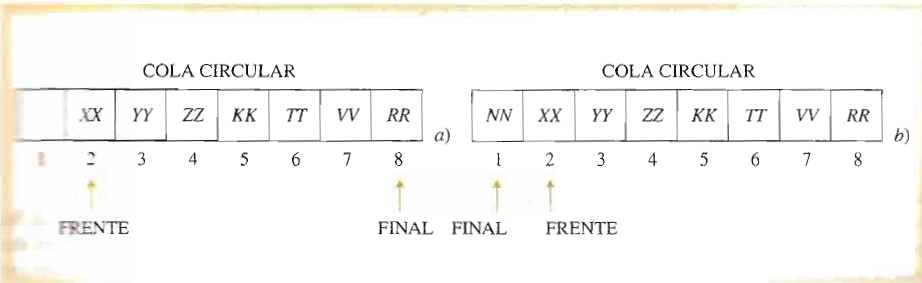 COLA CIRCULAR
XX YY ZZ KK TT VV RR a)
1 2 3 4 5 6 7 8
FRENTE FINAL
COLA CIRCULAR
NN XX YY ZZ KK TT VV RR b)
1 2 3 4 5 6 7 8
FINAL FRENTE